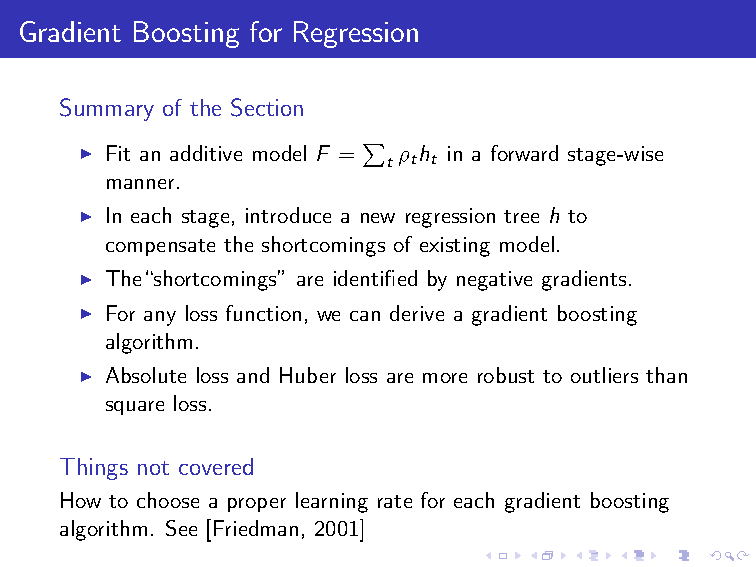 Gradient Boosting for Regression
Summary of the Section
▶ Fit an additive model F = ∑ₜ ρₜhₜ in a forward stage-wise
manner.
▶ In each stage, introduce a new regression tree h to
compensate the shortcomings of existing model.
▶ The“shortcomings” are identified by negative gradients.
▶ For any loss function, we can derive a gradient boosting
algorithm.
▶ Absolute loss and Huber loss are more robust to outliers than
square loss.
Things not covered
How to choose a proper learning rate for each gradient boosting
algorithm. See [Friedman, 2001]